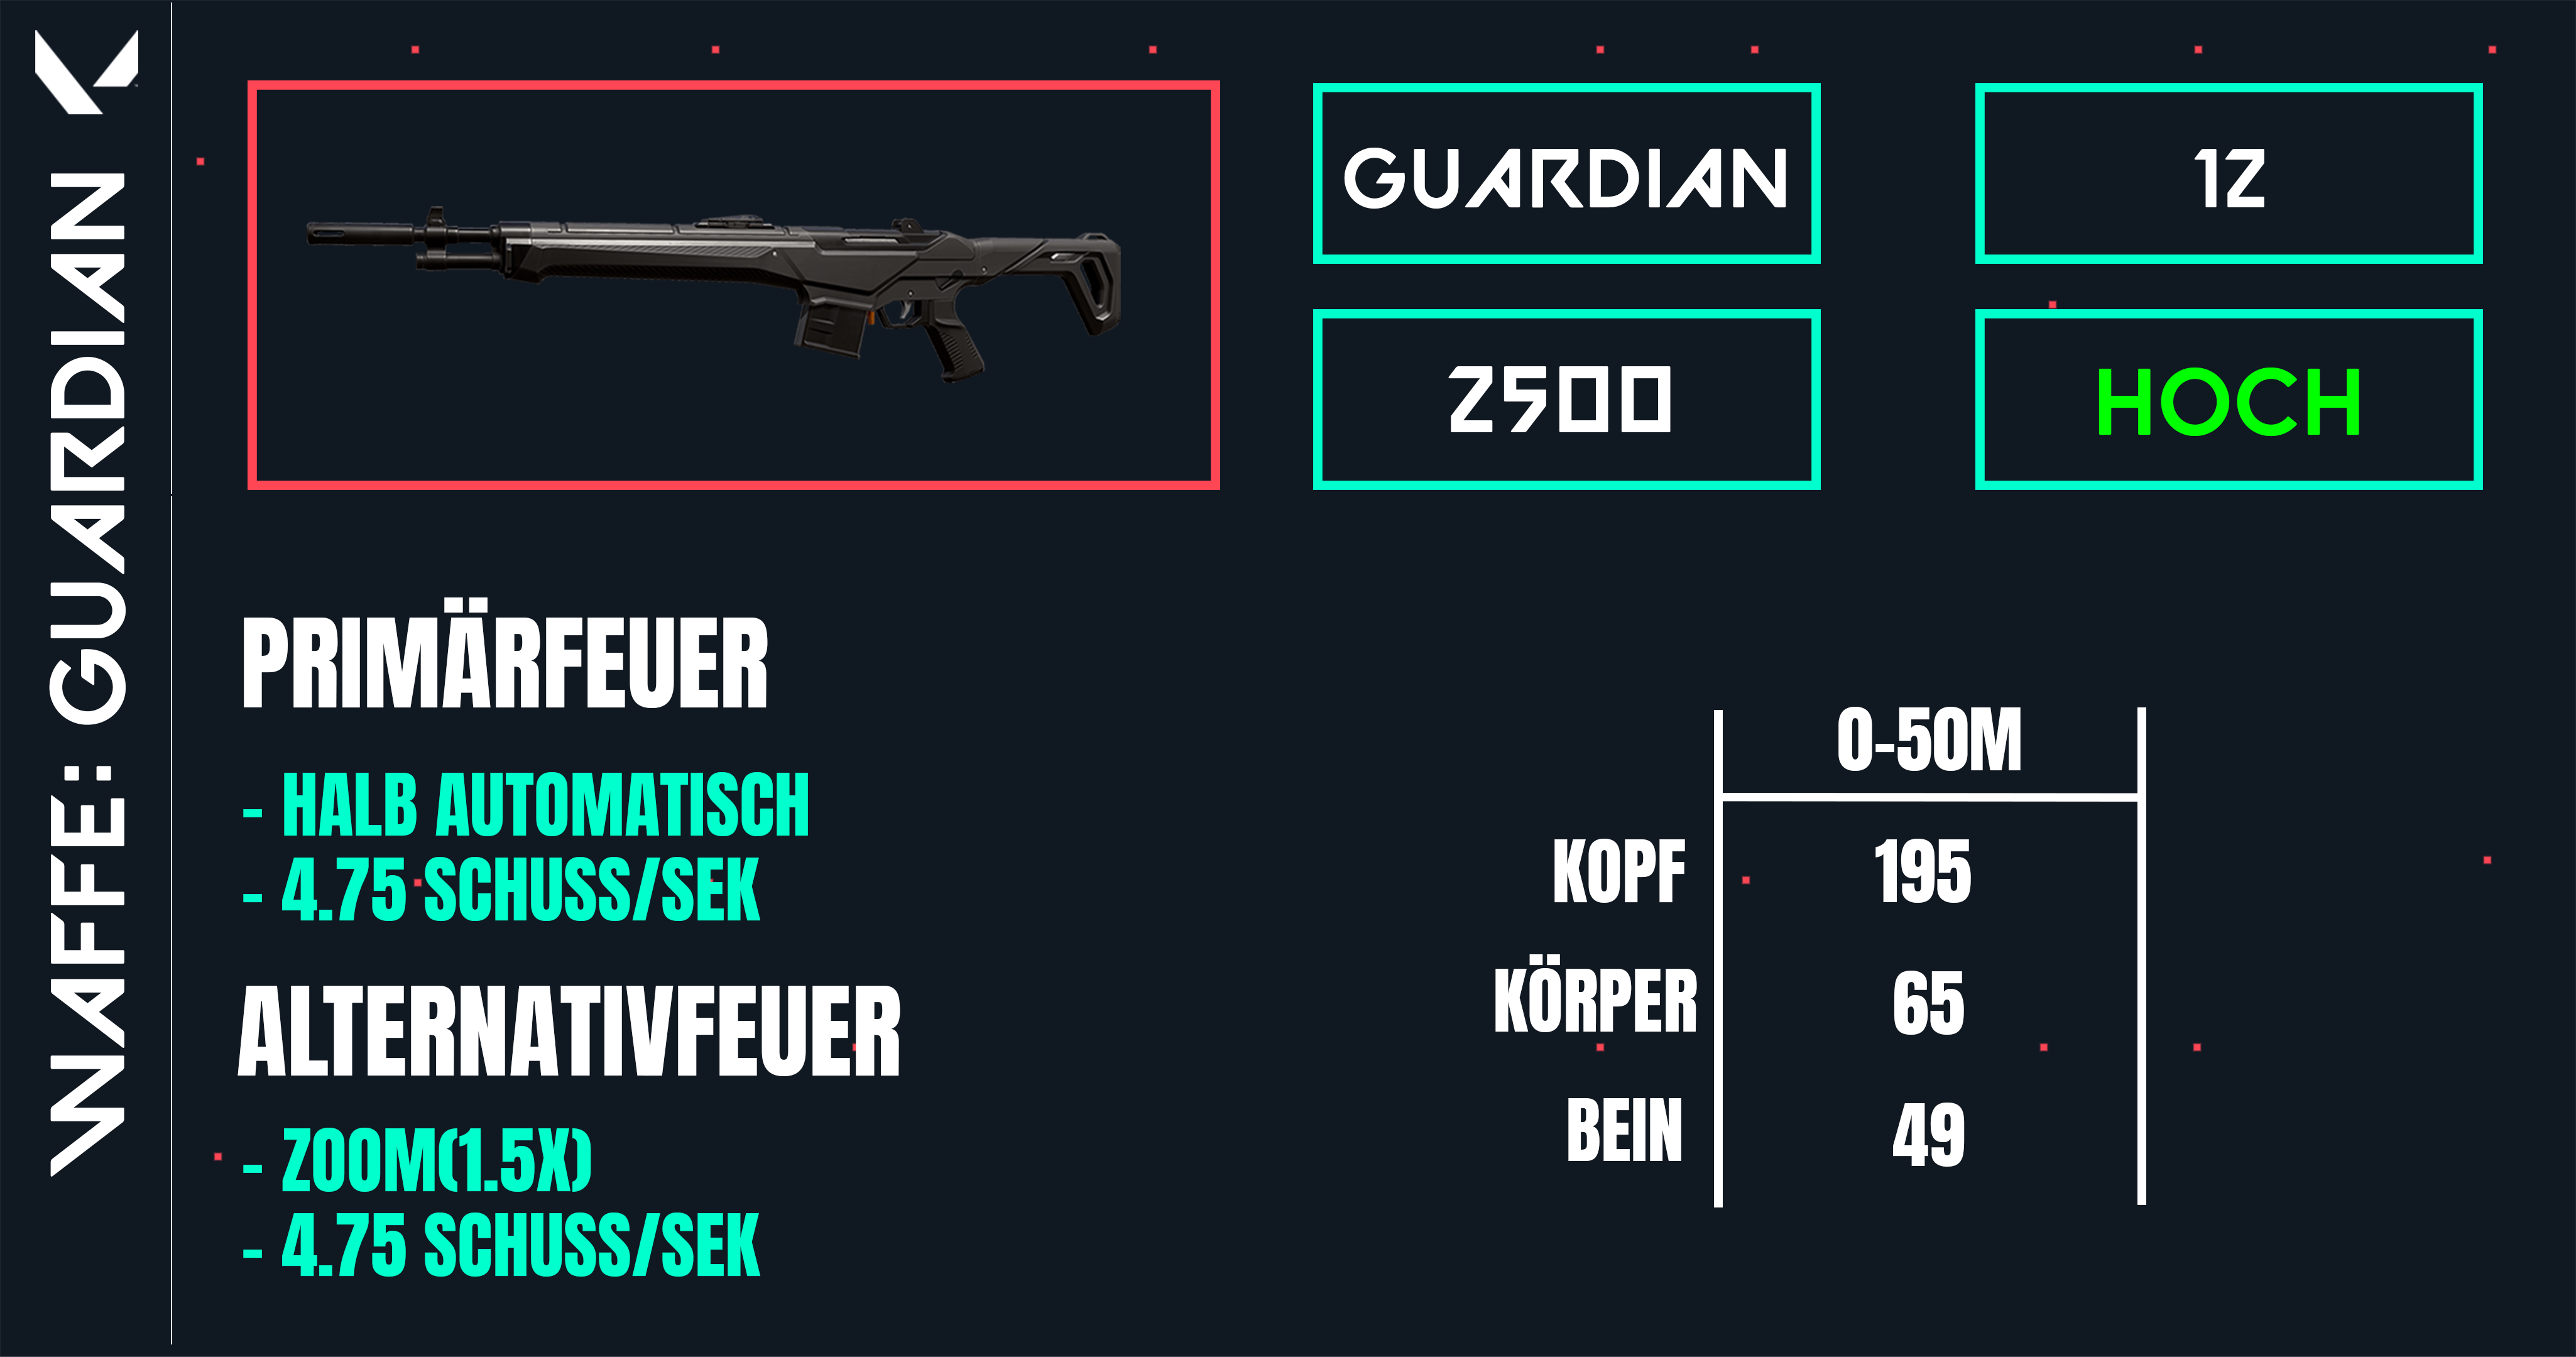 WAFFE: GUARDIAN
GUARDIAN
12
2500
HOCH
PRIMÄRFEUER
- HALB AUTOMATISCH
- 4.75 SCHUSS/SEK
ALTERNATIVFEUER
- ZOOM(1.5X)
- 4.75 SCHUSS/SEK
0-50M
KOPF 195
KÖRPER 65
BEIN 49